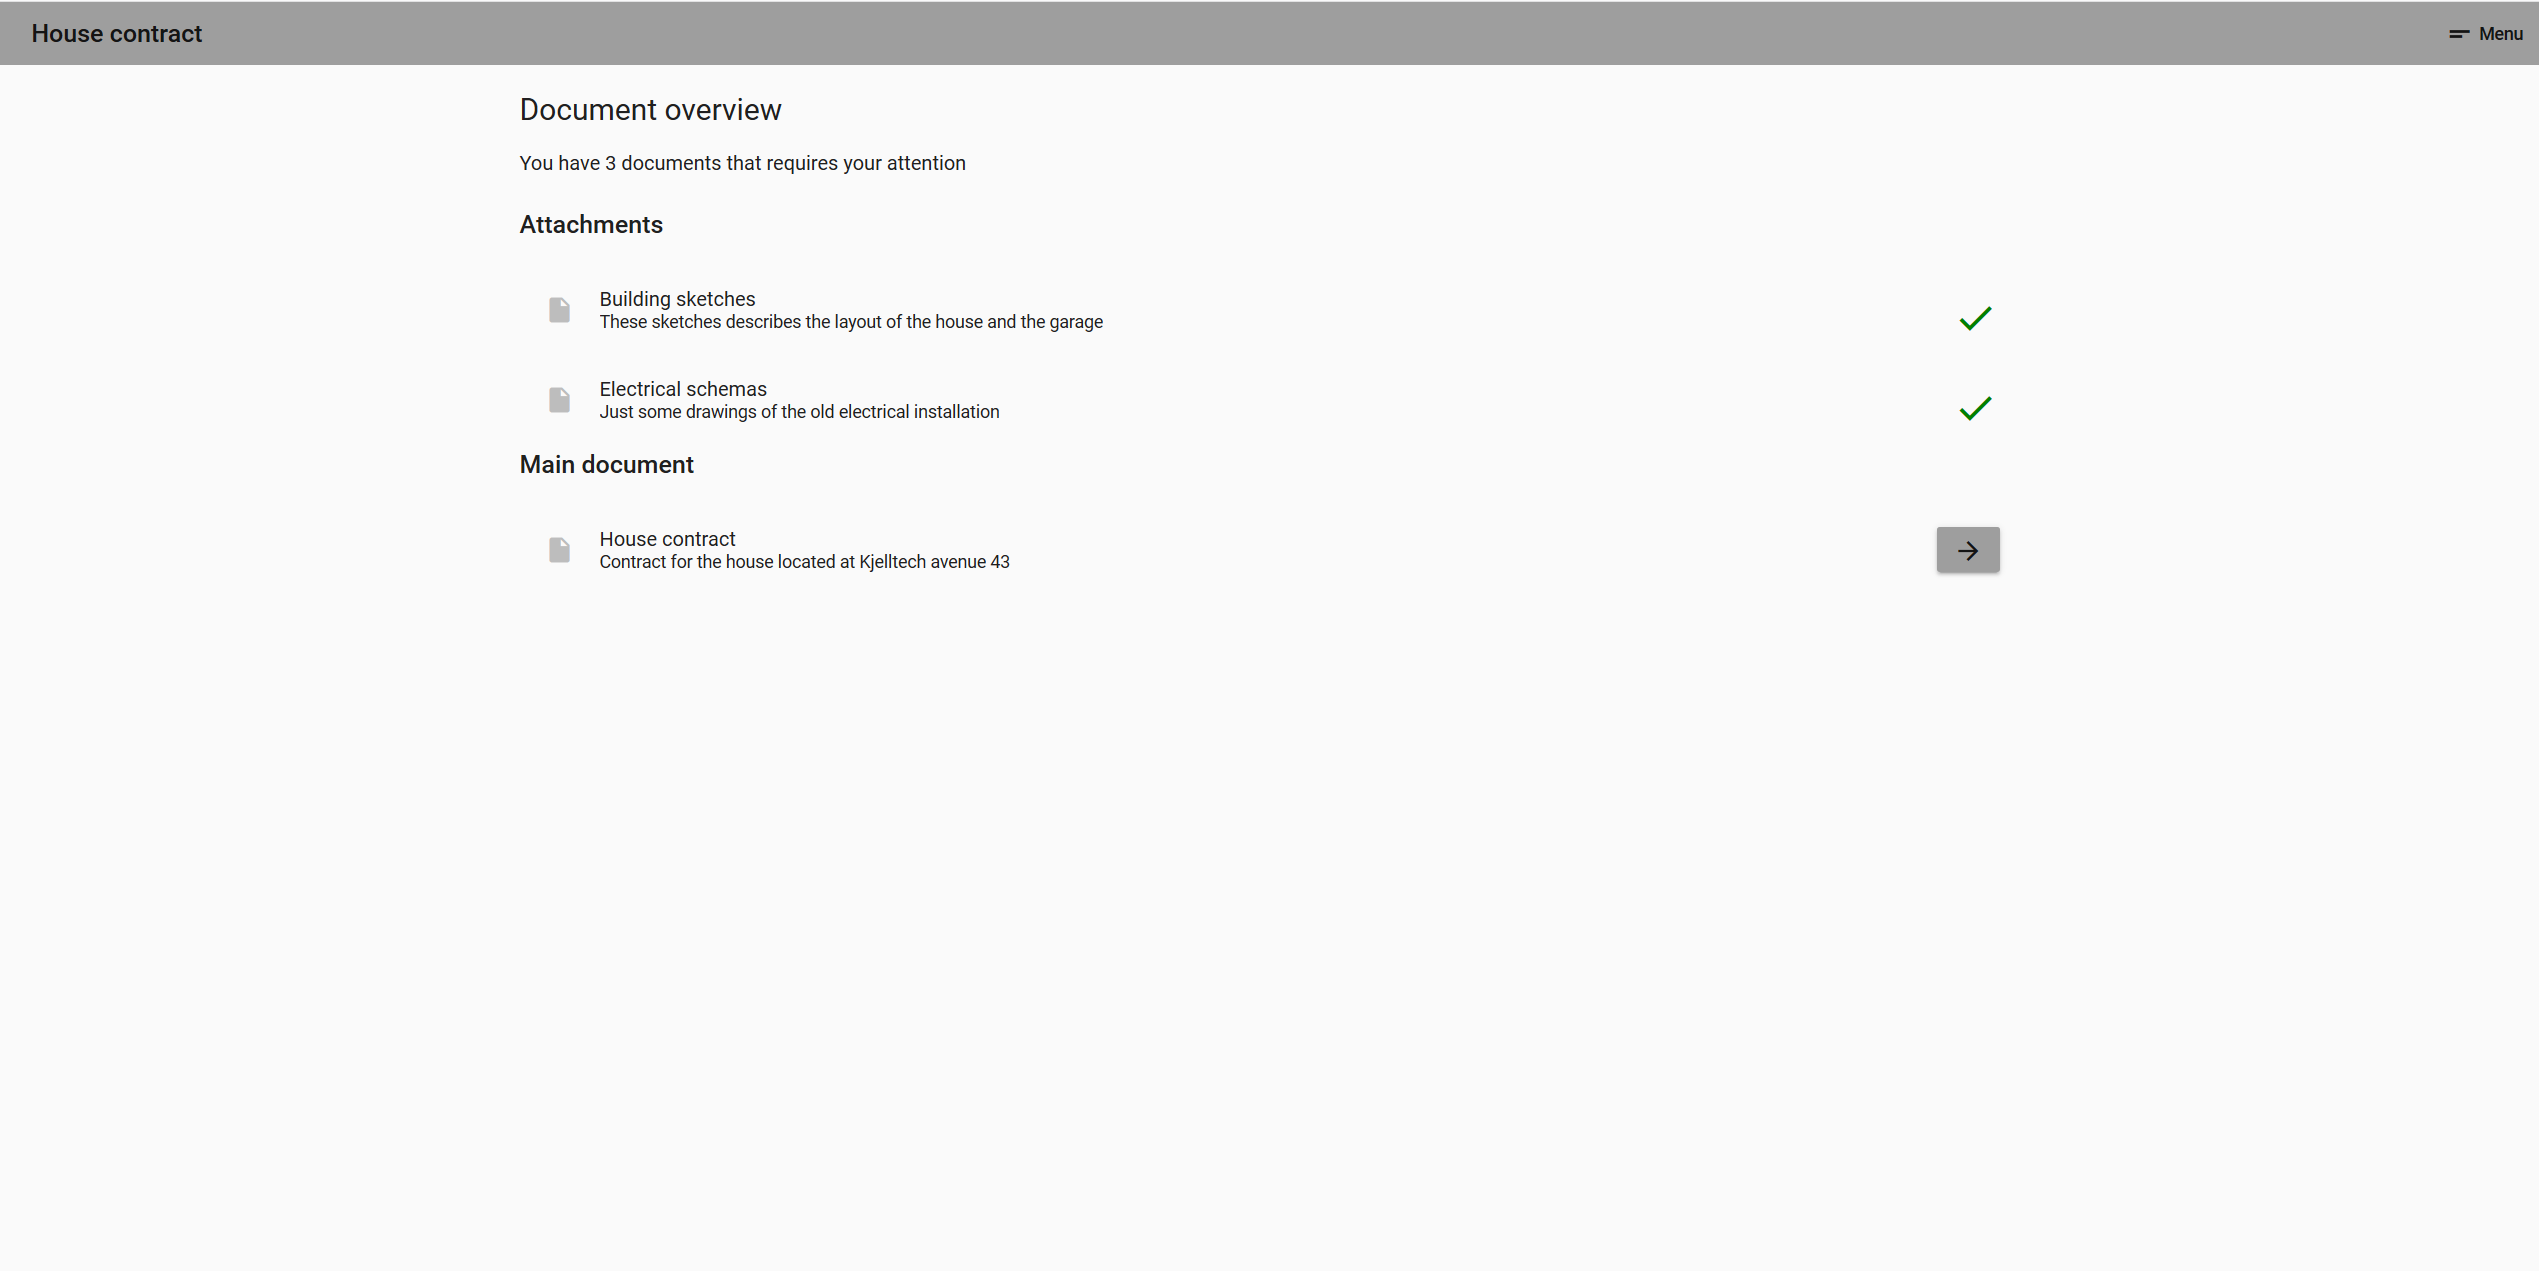 House contract
Menu
Document overview
You have 3 documents that requires your attention
Attachments
Building sketches
These sketches describes the layout of the house and the garage
Electrical schemas
Just some drawings of the old electrical installation
Main document
House contract
Contract for the house located at Kjelltech avenue 43